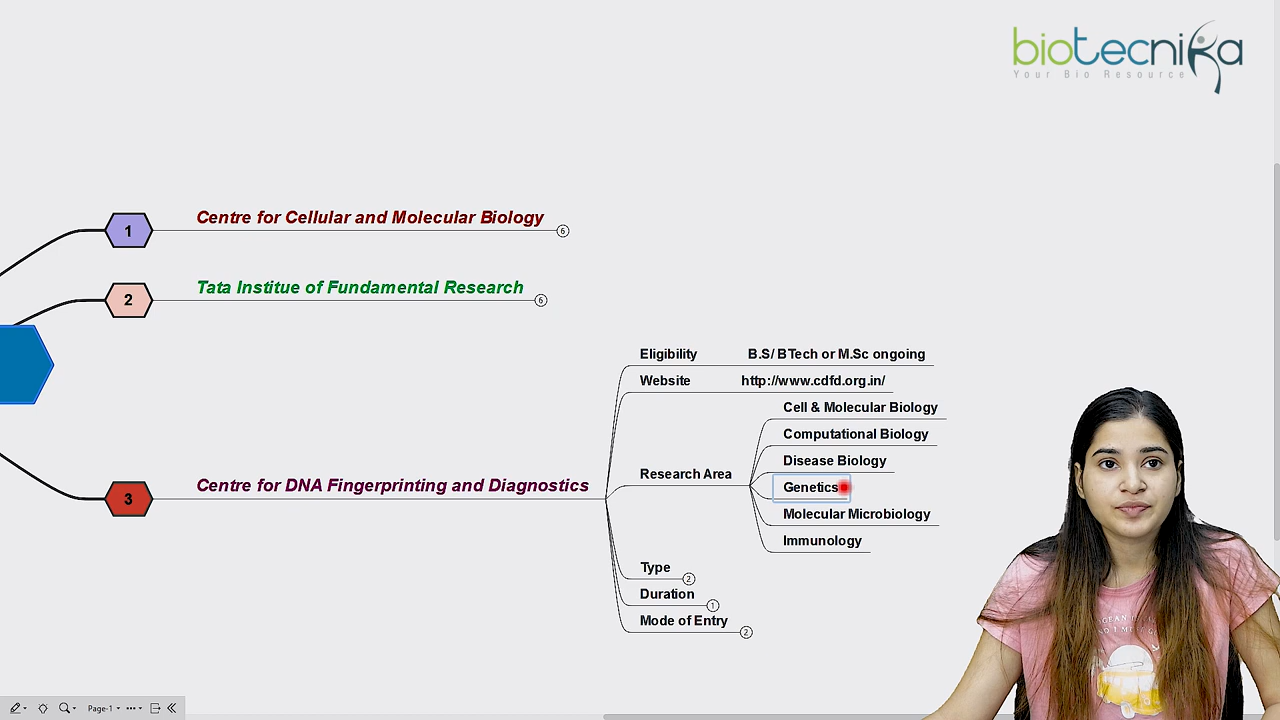 biotecnika
Your Bio Resource
1
Centre for Cellular and Molecular Biology
6
2
Tata Institue of Fundamental Research
6
3
Centre for DNA Fingerprinting and Diagnostics
Eligibility B.S/ BTech or M.Sc ongoing
Website http://www.cdfd.org.in/
Research Area
Cell & Molecular Biology
Computational Biology
Disease Biology
Genetics
Molecular Microbiology
Immunology
Type 2
Duration 1
Mode of Entry 2
Page-1